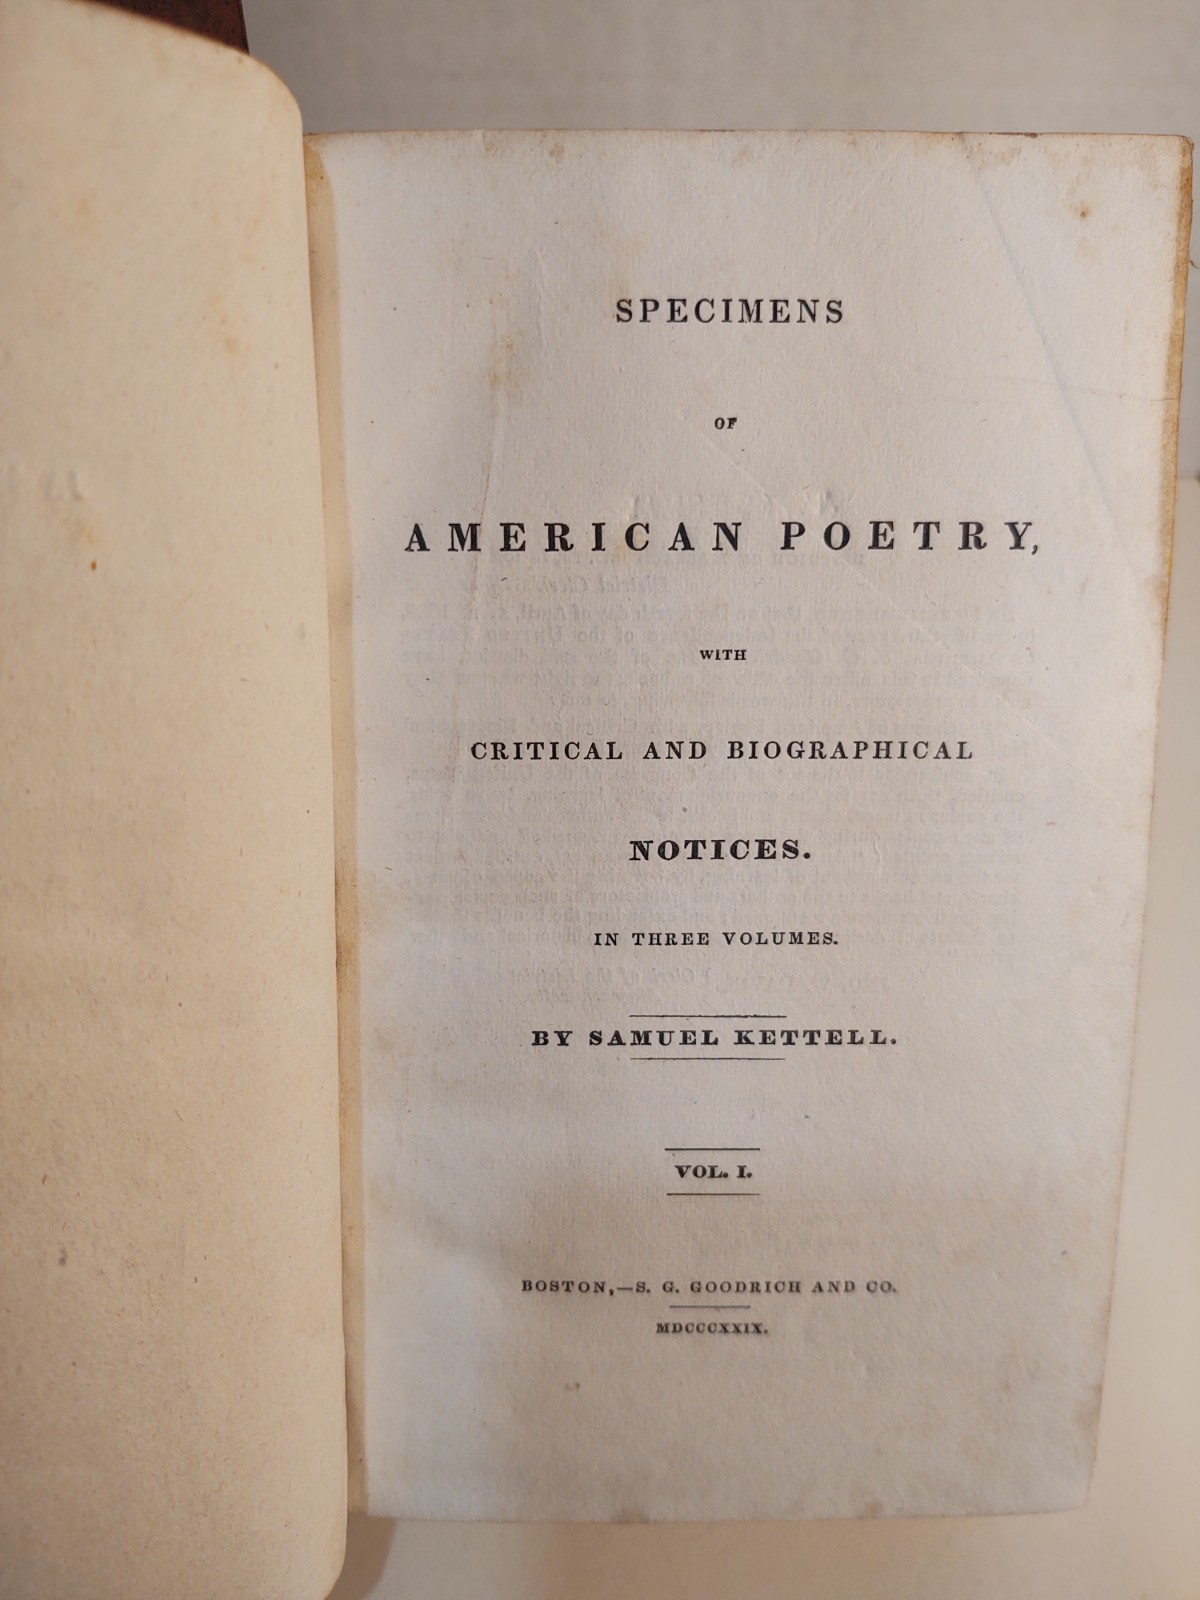 SPECIMENS
OF
AMERICAN POETRY,
WITH
CRITICAL AND BIOGRAPHICAL
NOTICES.
IN THREE VOLUMES.
BY SAMUEL KETTELL.
VOL. I.
BOSTON,—S. G. GOODRICH AND CO.
MDCCCXXIX.